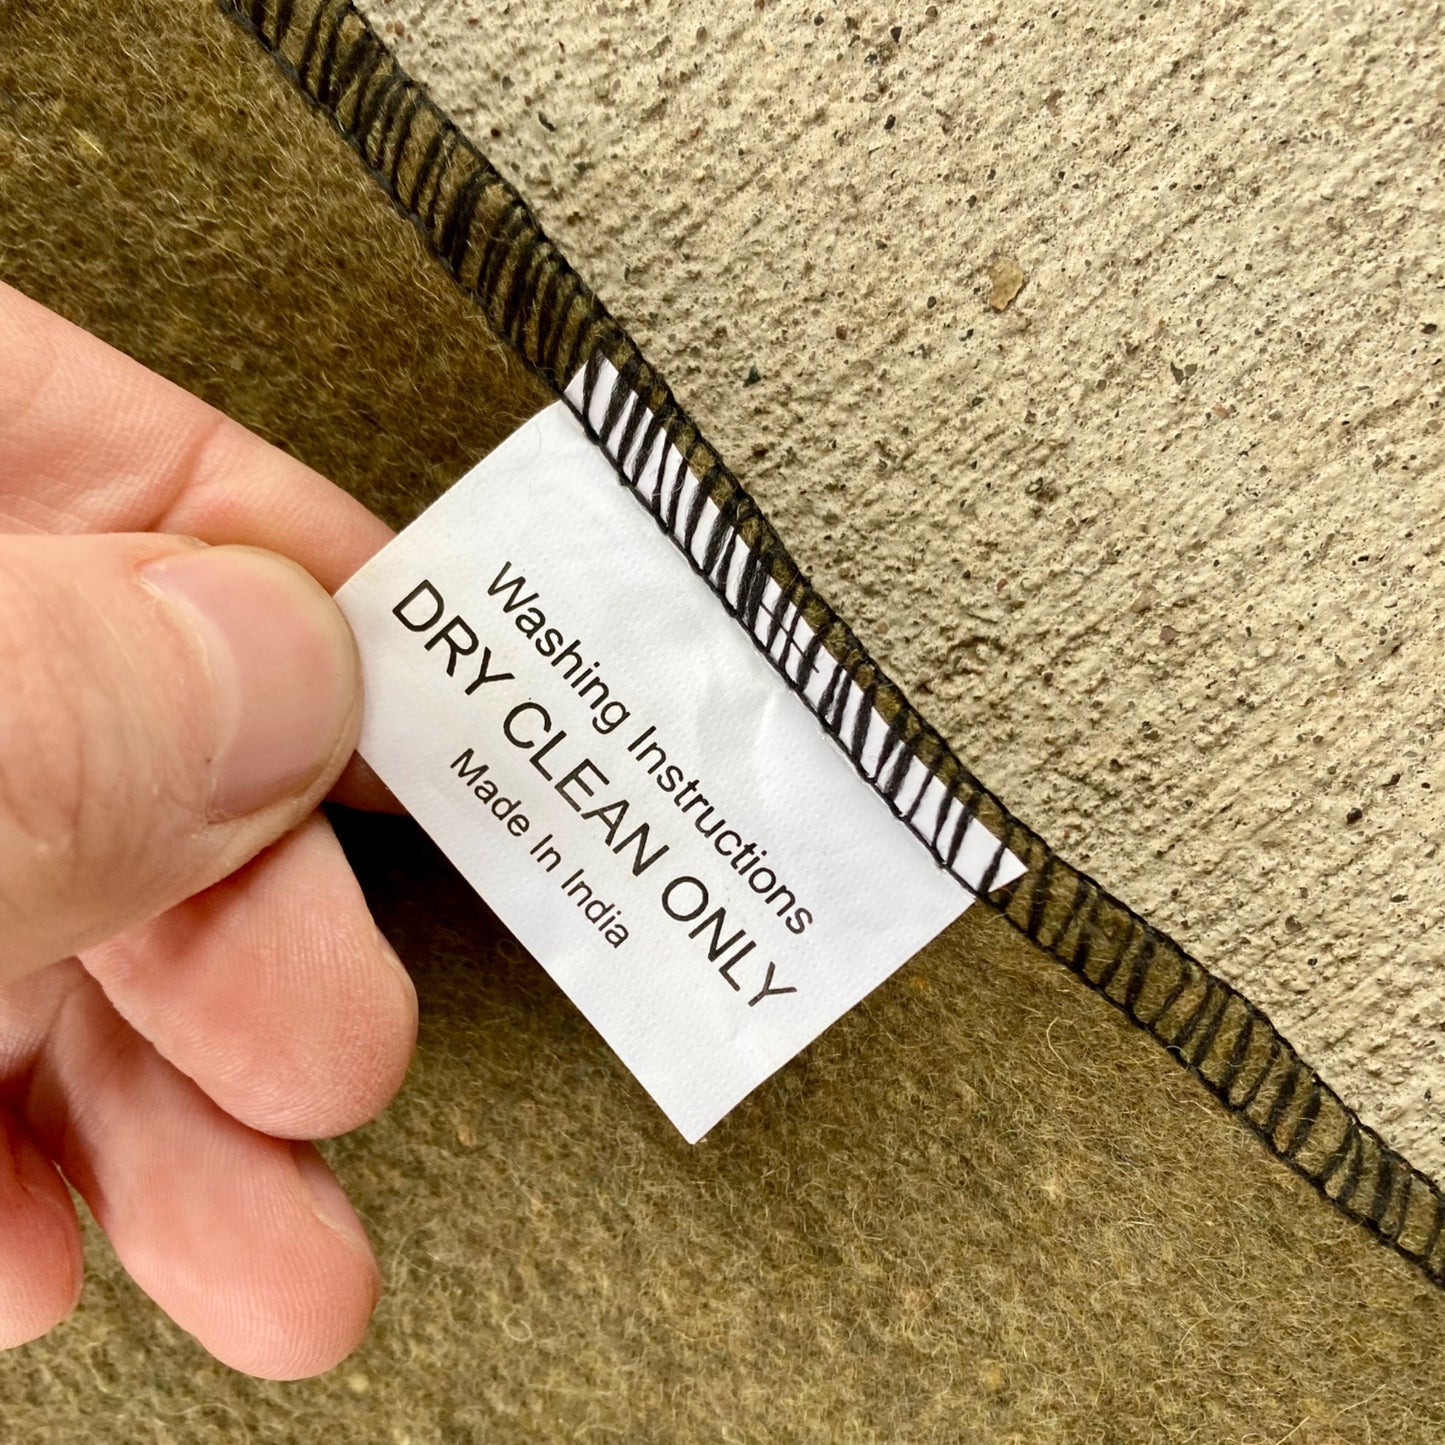 Washing Instructions
DRY CLEAN ONLY
Made In India